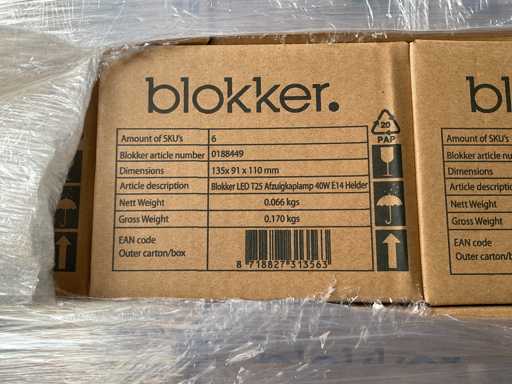 blokker.
Amount of SKU's 6
Blokker article number 0188449
Dimensions 135x 91 x 110 mm
Article description Blokker LED T25 Afzuigkaplamp 40W E14 Helder
Nett Weight 0.066 kgs
Gross Weight 0.170 kgs
EAN code
Outer carton/box
8 718827 313563
20
PAP
bl
Amount of SKU's
Blokker article numbe
Dimensions
Article description
Nett Weight
Gross Weight
EAN code
Outer carton/b